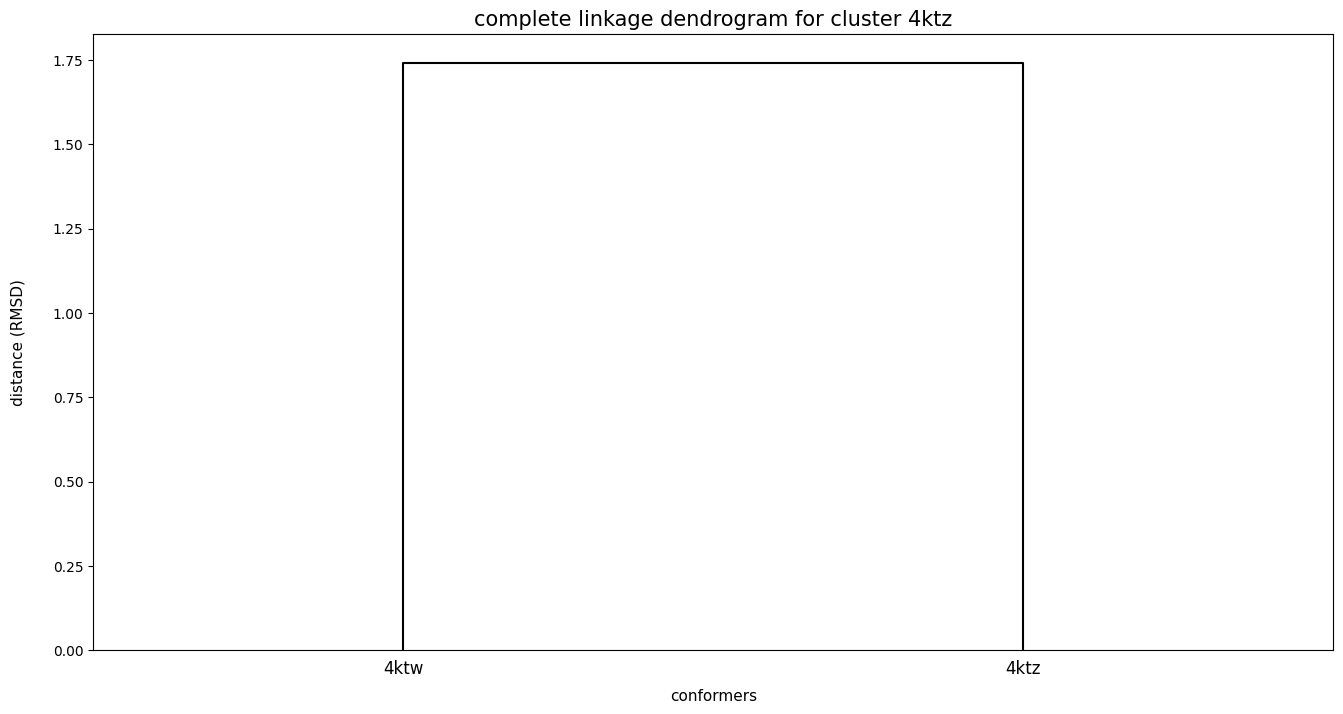 complete linkage dendrogram for cluster 4ktz
1.75
1.50
1.25
1.00
0.75
0.50
0.25
0.00
distance (RMSD)
4ktw 4ktz
conformers